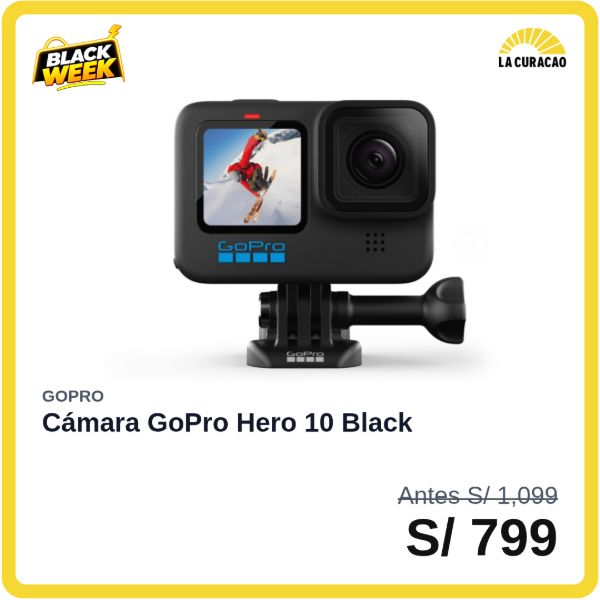 BLACK
WEEK
LA CURACAO
GoPro
GoPro
GOPRO
Cámara GoPro Hero 10 Black
Antes S/ 1,099
S/ 799